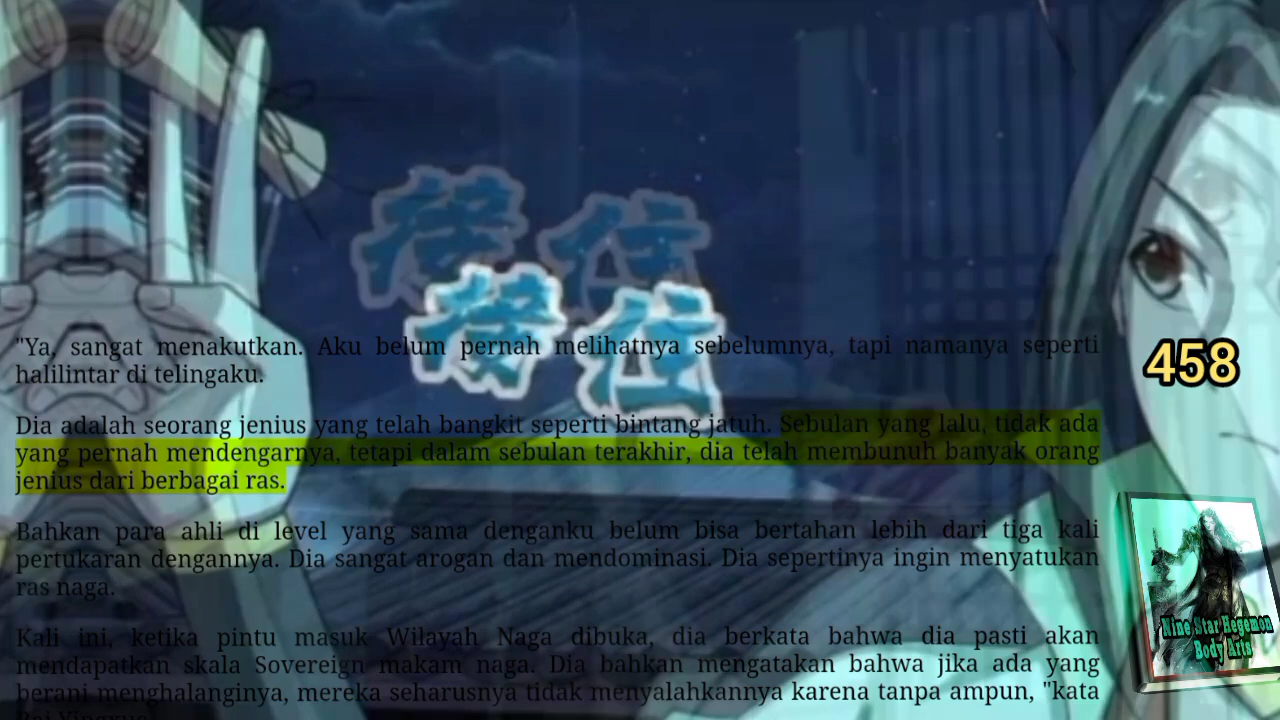 接住
接住
"Ya, sangat menakutkan. Aku belum pernah melihatnya sebelumnya, tapi namanya seperti
halilintar di telingaku.
458
Dia adalah seorang jenius yang telah bangkit seperti bintang jatuh. Sebulan yang lalu, tidak ada
yang pernah mendengarnya, tetapi dalam sebulan terakhir, dia telah membunuh banyak orang
jenius dari berbagai ras.
Bahkan para ahli di level yang sama denganku belum bisa bertahan lebih dari tiga kali
pertukaran dengannya. Dia sangat arogan dan mendominasi. Dia sepertinya ingin menyatukan
ras naga.
Kali ini, ketika pintu masuk Wilayah Naga dibuka, dia berkata bahwa dia pasti akan
mendapatkan skala Sovereign makam naga. Dia bahkan mengatakan bahwa jika ada yang
berani menghalanginya, mereka seharusnya tidak menyalahkannya karena tanpa ampun, "kata
Nine Star Hegemon
Body Arts